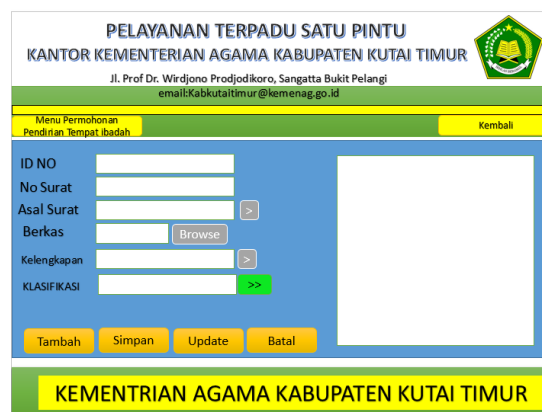 PELAYANAN TERPADU SATU PINTU
KANTOR KEMENTERIAN AGAMA KABUPATEN KUTAI TIMUR
Jl. Prof Dr. Wirdjono Prodjodikoro, Sangatta Bukit Pelangi
email:Kabkutaitimur@kemenag.go.id
Menu Permohonan
Pendirian Tempat ibadah
Kembali
ID NO
No Surat
Asal Surat >
Berkas Browse
Kelengkapan >
KLASIFIKASI >>
Tambah Simpan Update Batal
KEMENTRIAN AGAMA KABUPATEN KUTAI TIMUR